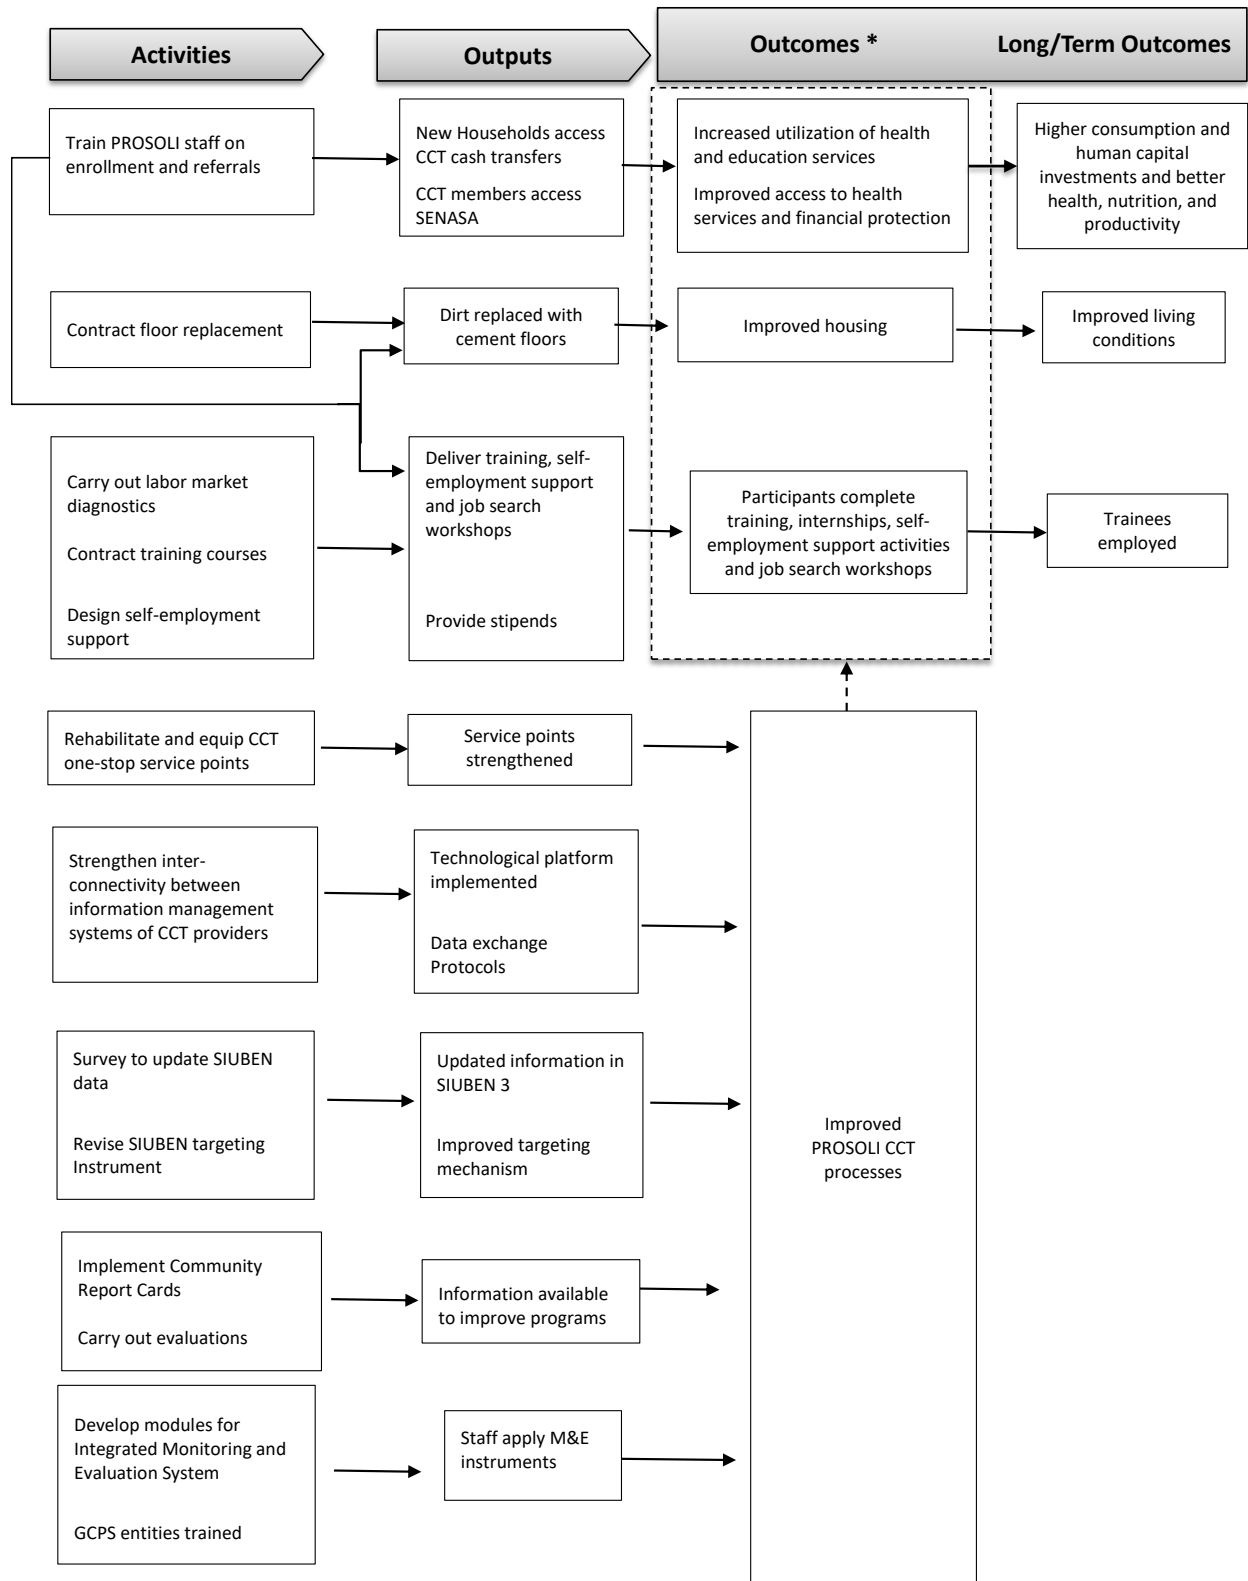 Activities
Outputs
Outcomes *
Long/Term Outcomes
Train PROSOLI staff on
enrollment and referrals
New Households access
CCT cash transfers
CCT members access
SENASA
Increased utilization of health
and education services
Improved access to health
services and financial protection
Higher consumption and
human capital
investments and better
health, nutrition, and
productivity
Contract floor replacement
Dirt replaced with
cement floors
Improved housing
Improved living
conditions
Carry out labor market
diagnostics
Contract training courses
Design self-employment
support
Deliver training, self-
employment support
and job search
workshops
Provide stipends
Participants complete
training, internships, self-
employment support activities
and job search workshops
Trainees
employed
Rehabilitate and equip CCT
one-stop service points
Service points
strengthened
Strengthen inter-
connectivity between
information management
systems of CCT providers
Technological platform
implemented
Data exchange
Protocols
Survey to update SIUBEN
data
Revise SIUBEN targeting
Instrument
Updated information in
SIUBEN 3
Improved targeting
mechanism
Improved
PROSOLI CCT
processes
Implement Community
Report Cards
Carry out evaluations
Information available
to improve programs
Develop modules for
Integrated Monitoring and
Evaluation System
GCPS entities trained
Staff apply M&E
instruments